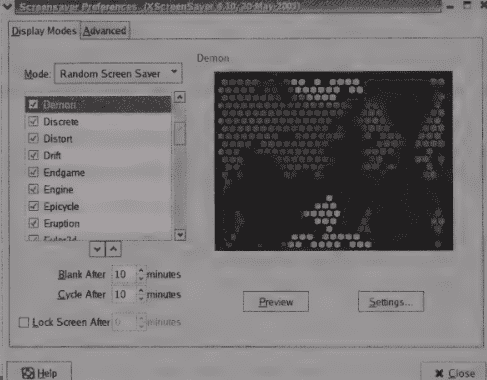 Screensaver Preferences (XScreenSaver 4.10, 20-May-2003)
Display Modes Advanced
Demon
Mode: Random Screen Saver
Demon
Discrete
Distort
Drift
Endgame
Engine
Epicycle
Eruption
Euler2d
Blank After 10 minutes
Cycle After 10 minutes
Preview Settings...
Lock Screen After 0 minutes
Help Close